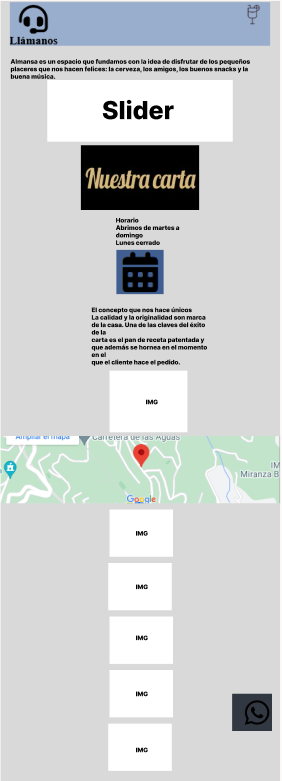 Llámanos
Almansa es un espacio que fundamos con la idea de disfrutar de los pequeños
placeres que nos hacen felices: la cerveza, los amigos, los buenos snacks y la
buena música.
Slider
Nuestra carta
Horario
Abrimos de martes a
domingo
Lunes cerrado
El concepto que nos hace únicos
La calidad y la originalidad son marca
de la casa. Una de las claves del éxito
de la
carta es el pan de receta patentada y
que además se hornea en el momento
en el
que el cliente hace el pedido.
IMG
Ampliar el mapa
Carretera de las Aguas
IM
Miranza B
Google
IMG
IMG
IMG
IMG
IMG